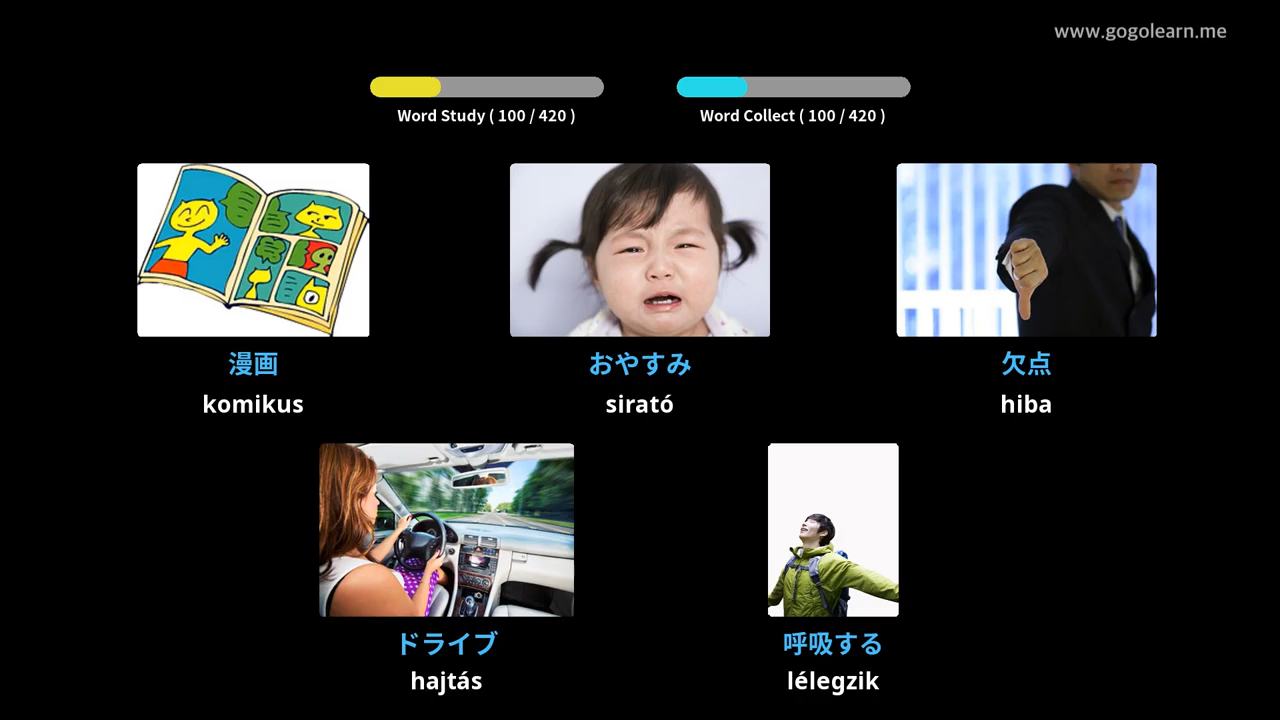 www.gogolearn.me
Word Study ( 100 / 420 )
Word Collect ( 100 / 420 )
漫画
komikus
おやすみ
sirató
欠点
hiba
ドライブ
hajtás
呼吸する
lélegzik